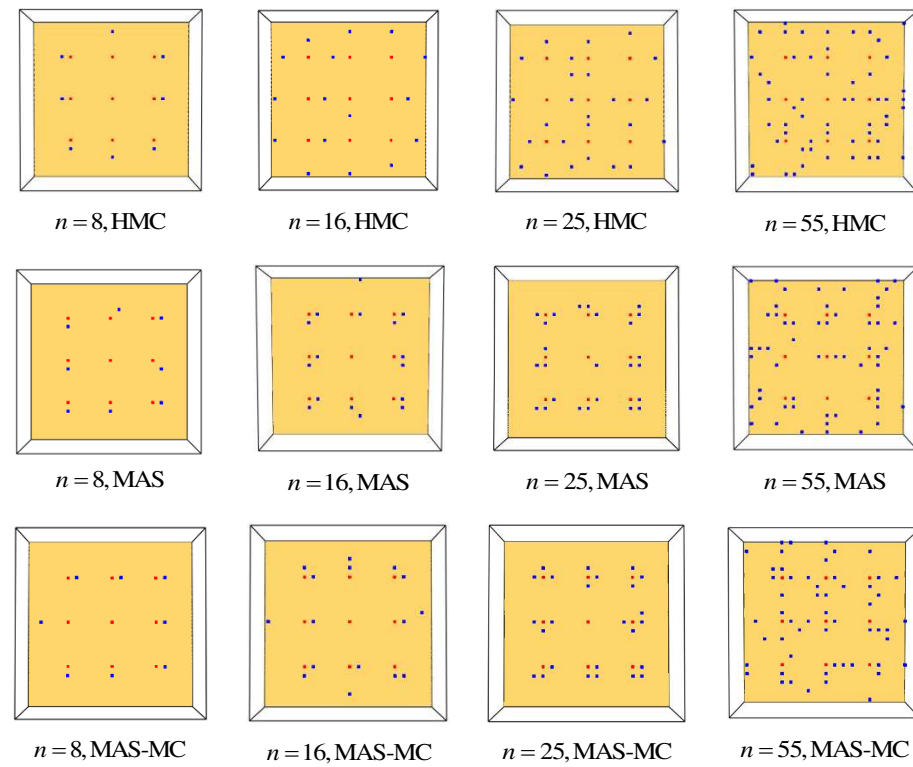 n = 8, HMC
n = 16, HMC
n = 25, HMC
n = 55, HMC
n = 8, MAS
n = 16, MAS
n = 25, MAS
n = 55, MAS
n = 8, MAS-MC
n = 16, MAS-MC
n = 25, MAS-MC
n = 55, MAS-MC